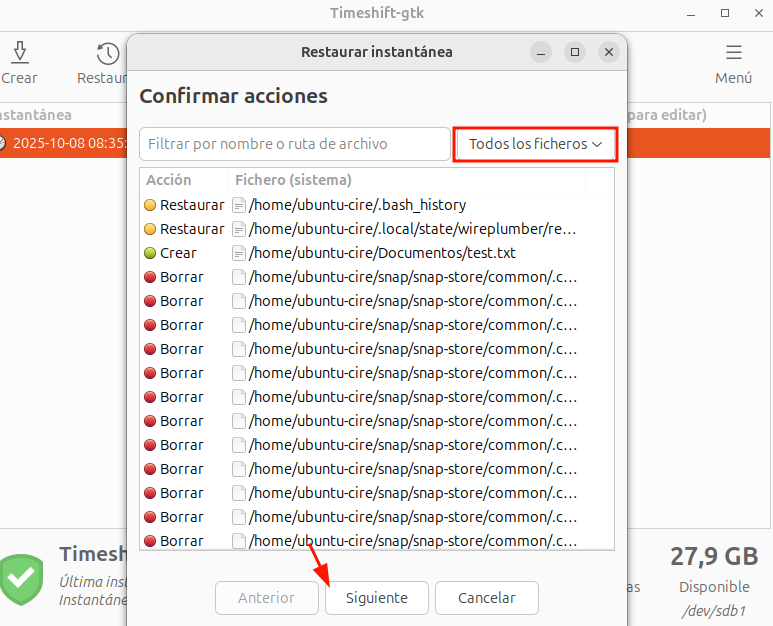 Timeshift-gtk
Restaurar instantánea
Crear
Restaur
Menú
Confirmar acciones
nstantánea
para editar)
2025-10-08 08:35:
Filtrar por nombre o ruta de archivo
Todos los ficheros
Acción Fichero (sistema)
Restaurar /home/ubuntu-cire/.bash_history
Restaurar /home/ubuntu-cire/.local/state/wireplumber/re...
Crear /home/ubuntu-cire/Documentos/test.txt
Borrar /home/ubuntu-cire/snap/snap-store/common/.c...
Borrar /home/ubuntu-cire/snap/snap-store/common/.c...
Borrar /home/ubuntu-cire/snap/snap-store/common/.c...
Borrar /home/ubuntu-cire/snap/snap-store/common/.c...
Borrar /home/ubuntu-cire/snap/snap-store/common/.c...
Borrar /home/ubuntu-cire/snap/snap-store/common/.c...
Borrar /home/ubuntu-cire/snap/snap-store/common/.c...
Borrar /home/ubuntu-cire/snap/snap-store/common/.c...
Borrar /home/ubuntu-cire/snap/snap-store/common/.c...
Borrar /home/ubuntu-cire/snap/snap-store/common/.c...
Borrar /home/ubuntu-cire/snap/snap-store/common/.c...
Borrar /home/ubuntu-cire/snap/snap-store/common/.c...
Timesh
Última inst
Instantáne
as
27,9 GB
Disponible
/dev/sdb1
Anterior
Siguiente
Cancelar